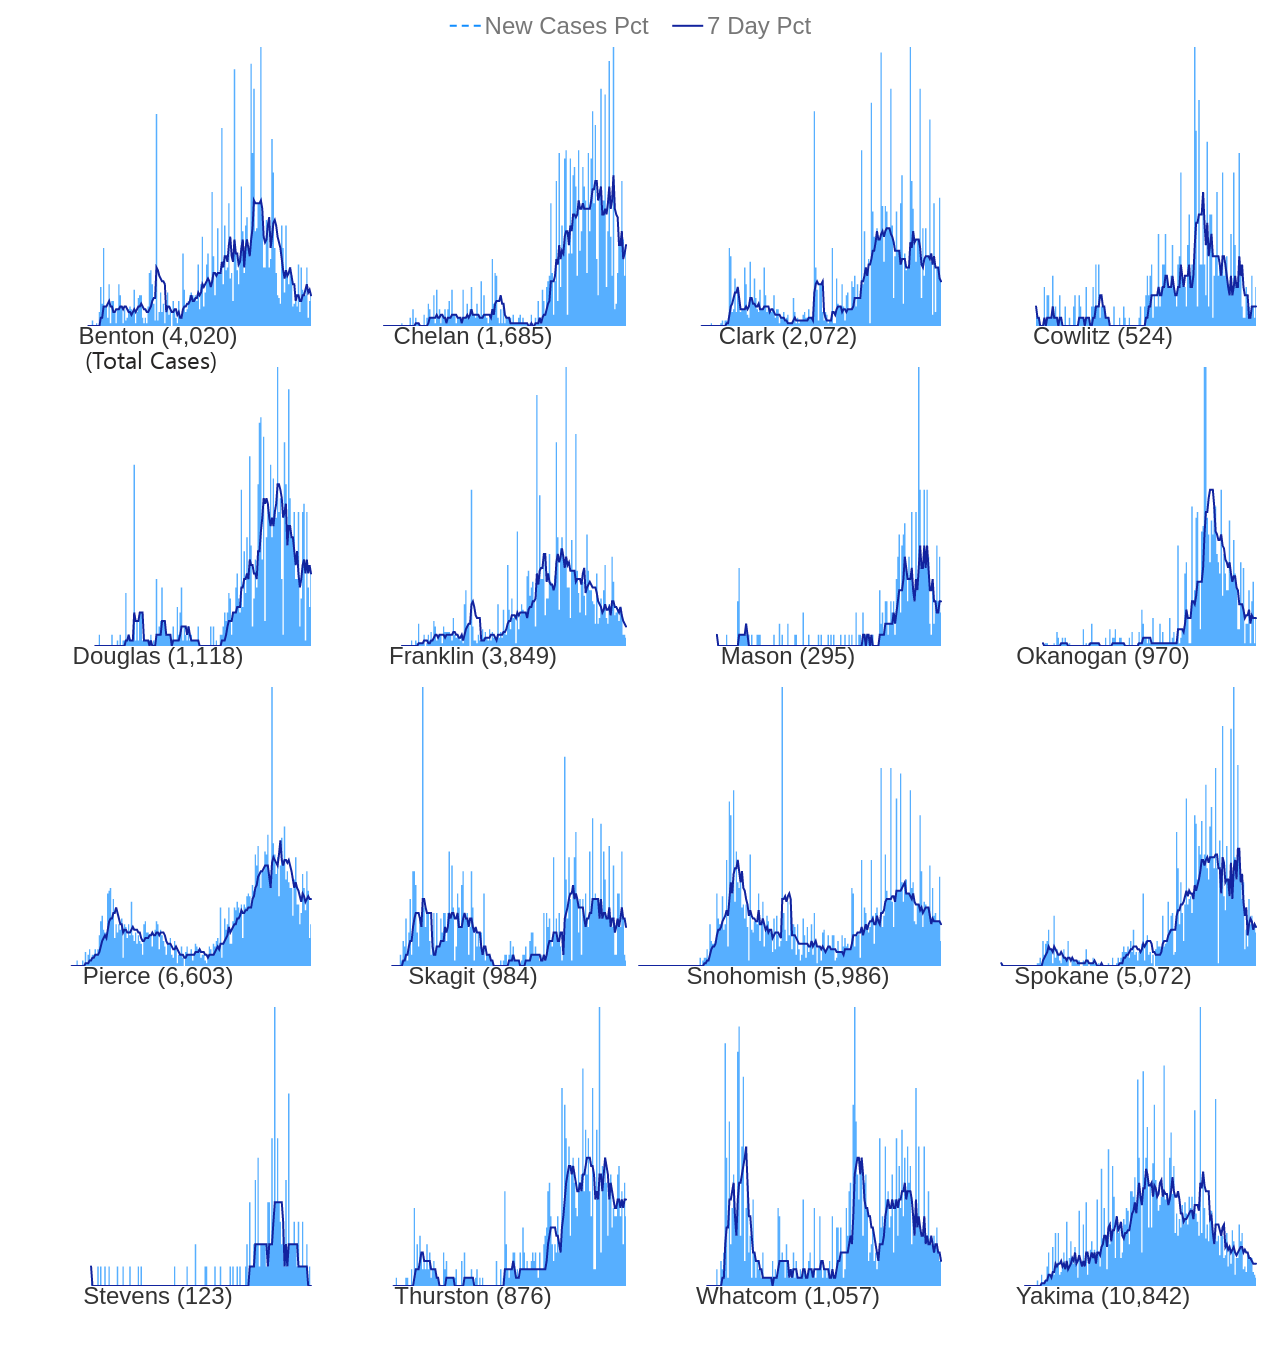 New Cases Pct 7 Day Pct
Benton (4,020) Chelan (1,685) Clark (2,072) Cowlitz (524)
(Total Cases)
Douglas (1,118) Franklin (3,849) Mason (295) Okanogan (970)
Pierce (6,603) Skagit (984) Snohomish (5,986) Spokane (5,072)
Stevens (123) Thurston (876) Whatcom (1,057) Yakima (10,842)